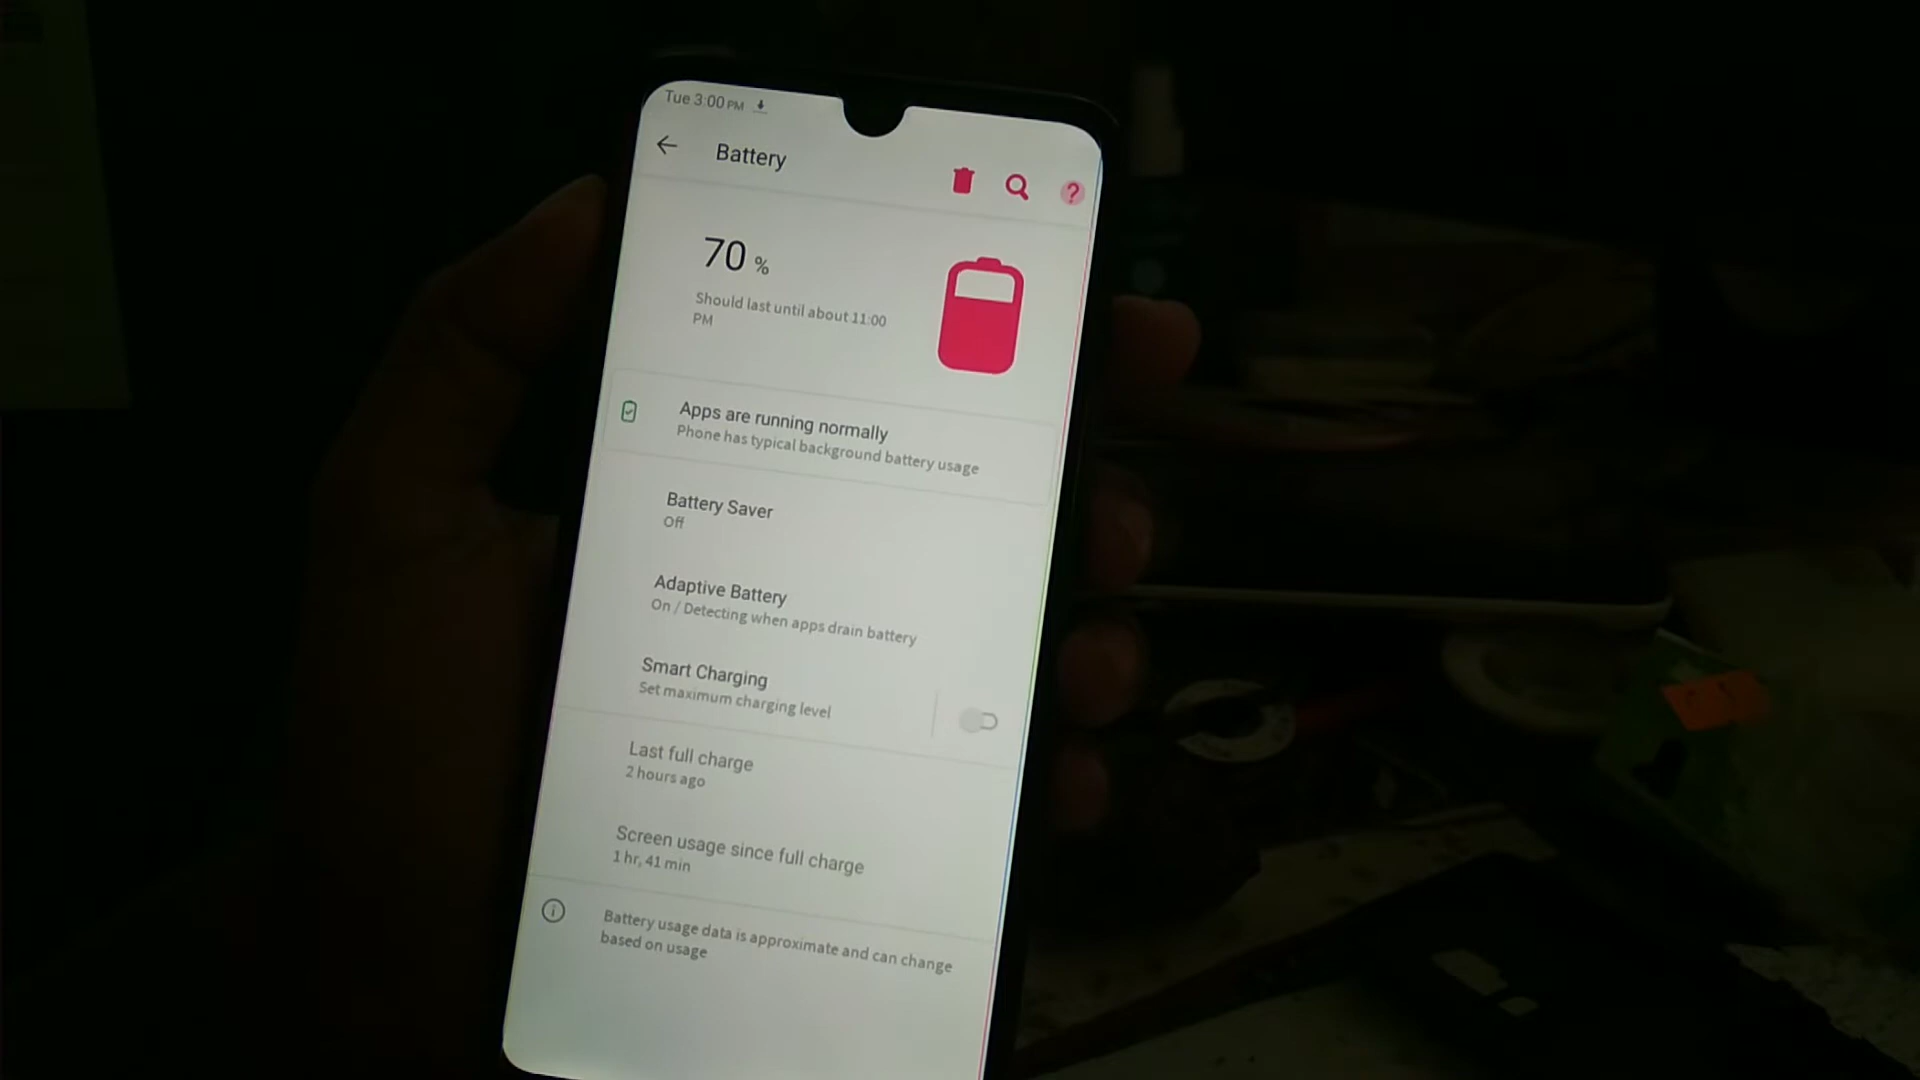 Tue 3:00 PM
Battery
?
70 %
Should last until about 11:00
PM
Apps are running normally
Phone has typical background battery usage
Battery Saver
Off
Adaptive Battery
On / Detecting when apps drain battery
Smart Charging
Set maximum charging level
Last full charge
2 hours ago
Screen usage since full charge
1 hr, 41 min
Battery usage data is approximate and can change
based on usage